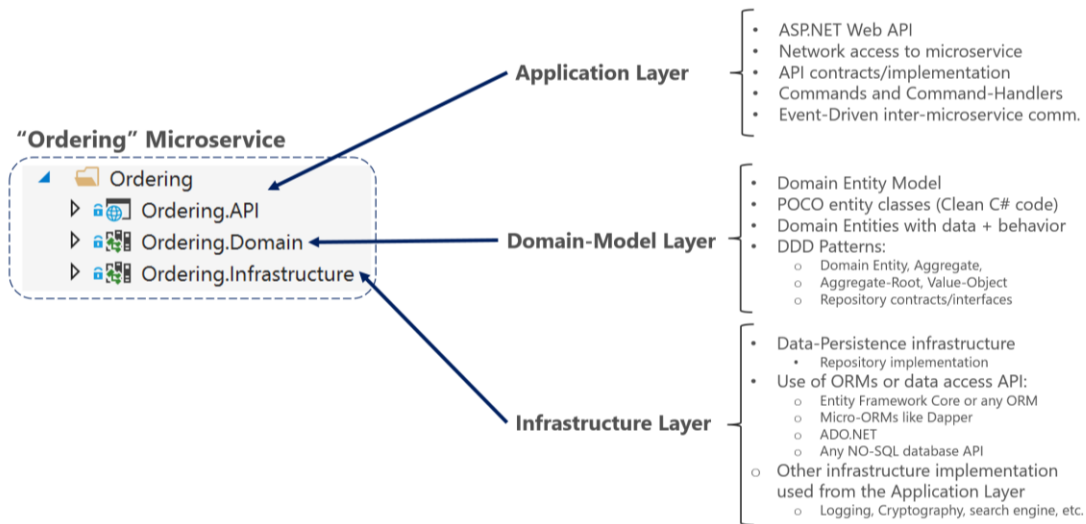 “Ordering” Microservice
Ordering
Ordering.API
Ordering.Domain
Ordering.Infrastructure
Application Layer
• ASP.NET Web API
• Network access to microservice
• API contracts/implementation
• Commands and Command-Handlers
• Event-Driven inter-microservice comm.
Domain-Model Layer
• Domain Entity Model
• POCO entity classes (Clean C# code)
• Domain Entities with data + behavior
• DDD Patterns:
○ Domain Entity, Aggregate,
○ Aggregate-Root, Value-Object
○ Repository contracts/interfaces
Infrastructure Layer
• Data-Persistence infrastructure
• Repository implementation
• Use of ORMs or data access API:
○ Entity Framework Core or any ORM
○ Micro-ORMs like Dapper
○ ADO.NET
○ Any NO-SQL database API
○ Other infrastructure implementation
used from the Application Layer
○ Logging, Cryptography, search engine, etc.